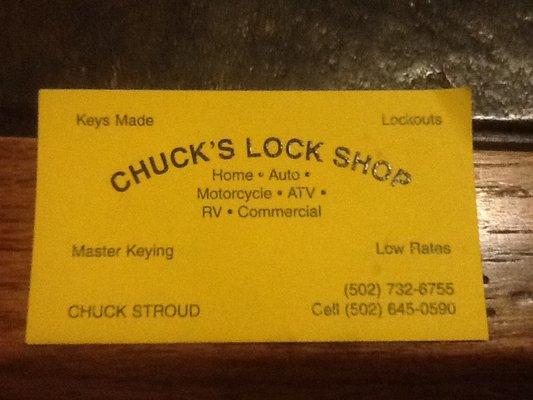 Keys Made Lockouts
CHUCK'S LOCK SHOP
Home • Auto •
Motorcycle • ATV •
RV • Commercial
Master Keying Low Rates
(502) 732-6755
CHUCK STROUD Cell (502) 645-0590